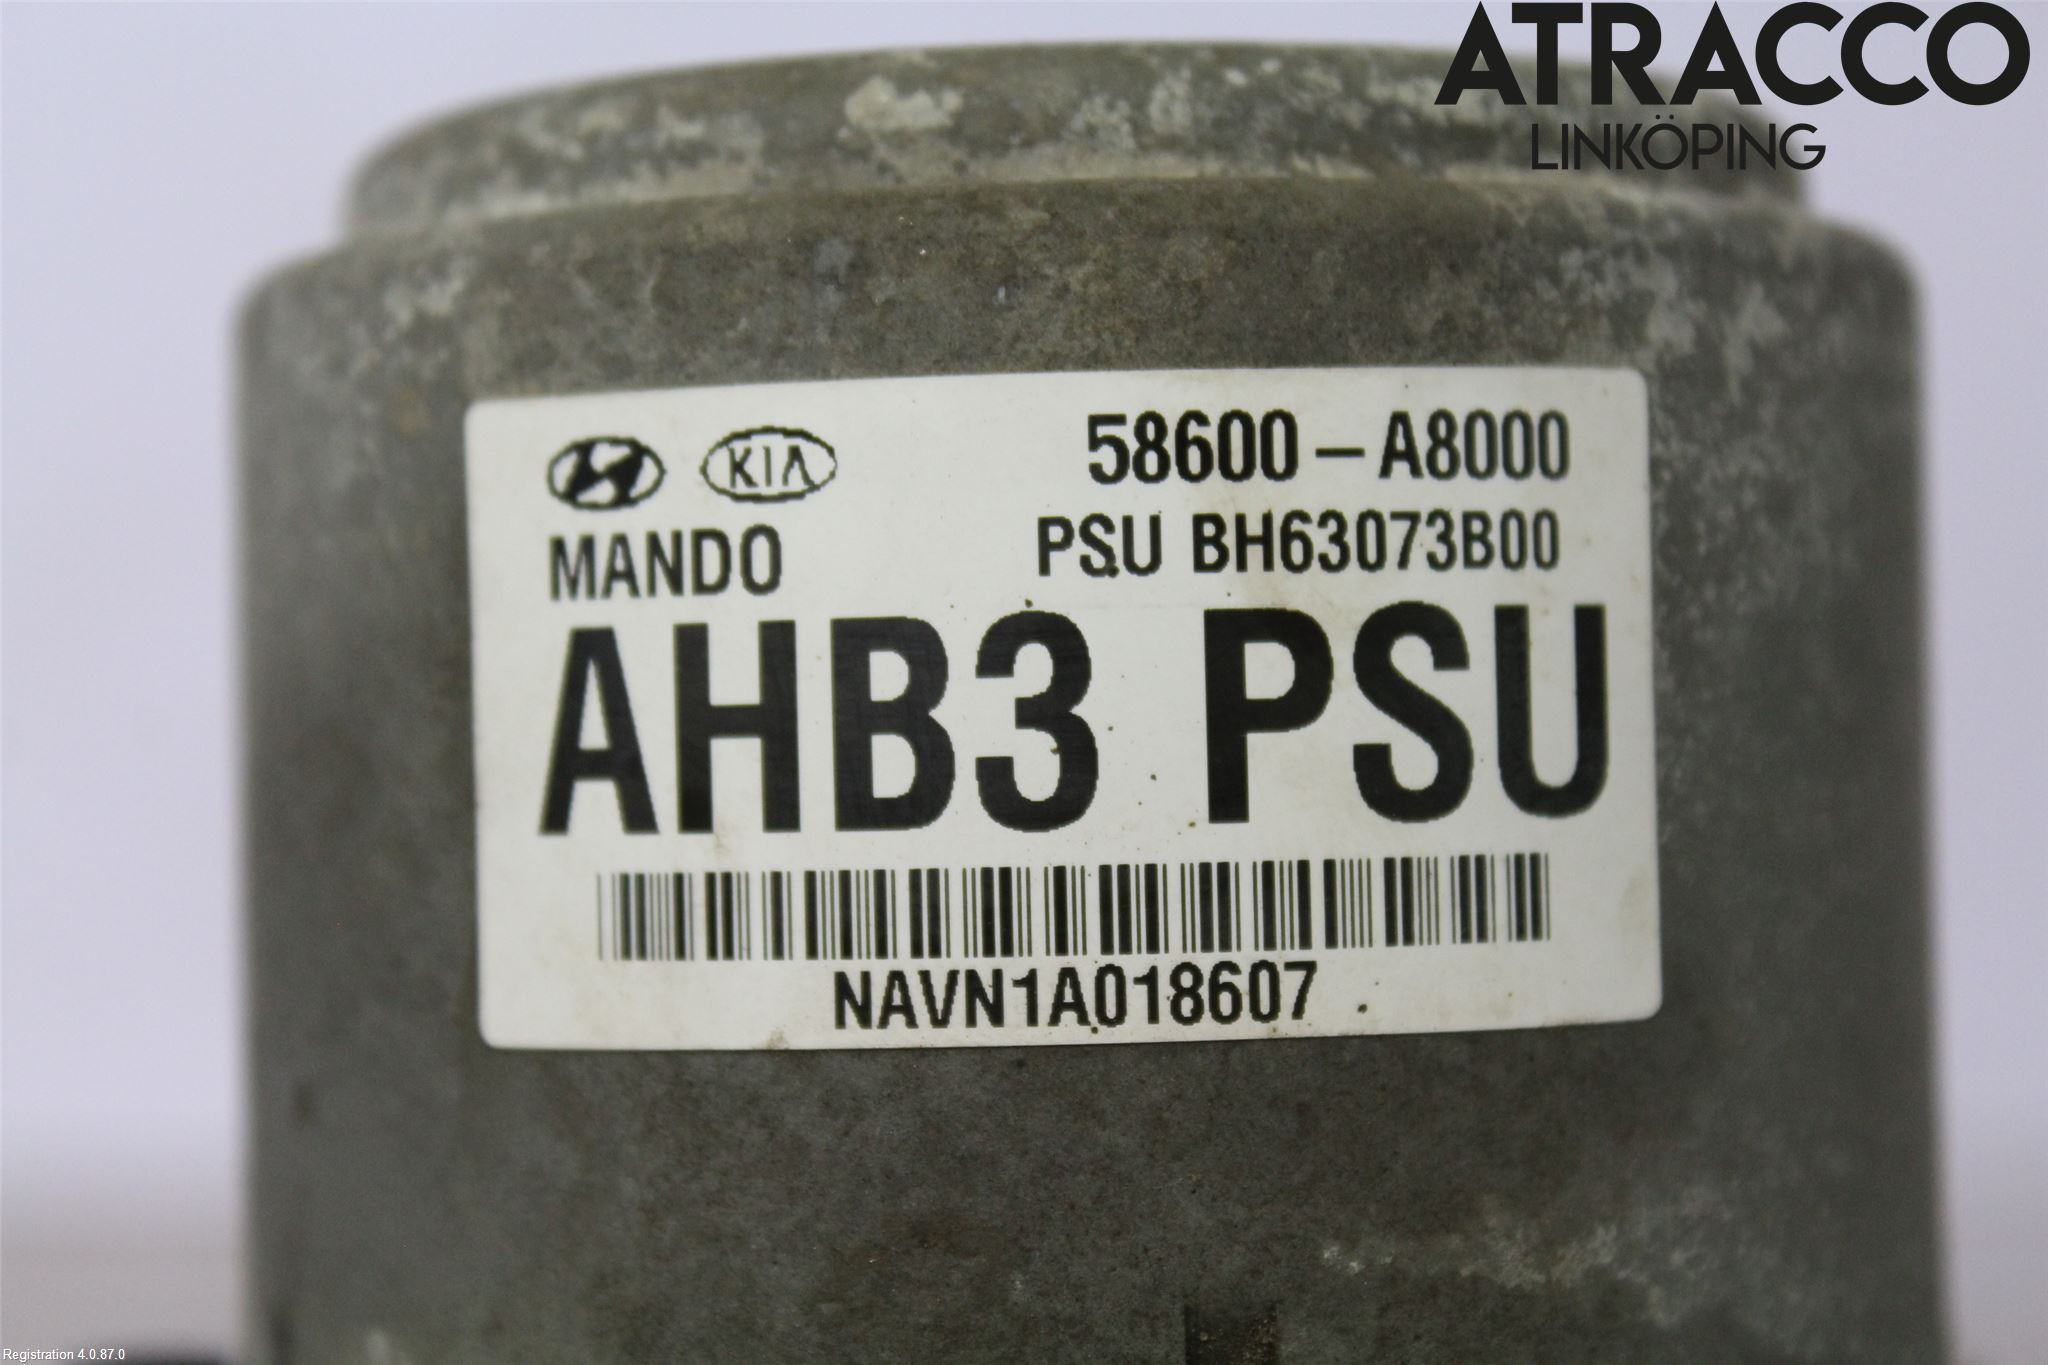 ATRACCO
LINKÖPING
KIA 58600-A8000
MANDO PSU BH63073B00
AHB3 PSU
NAVN1A018607
Registration 4.0.87.0